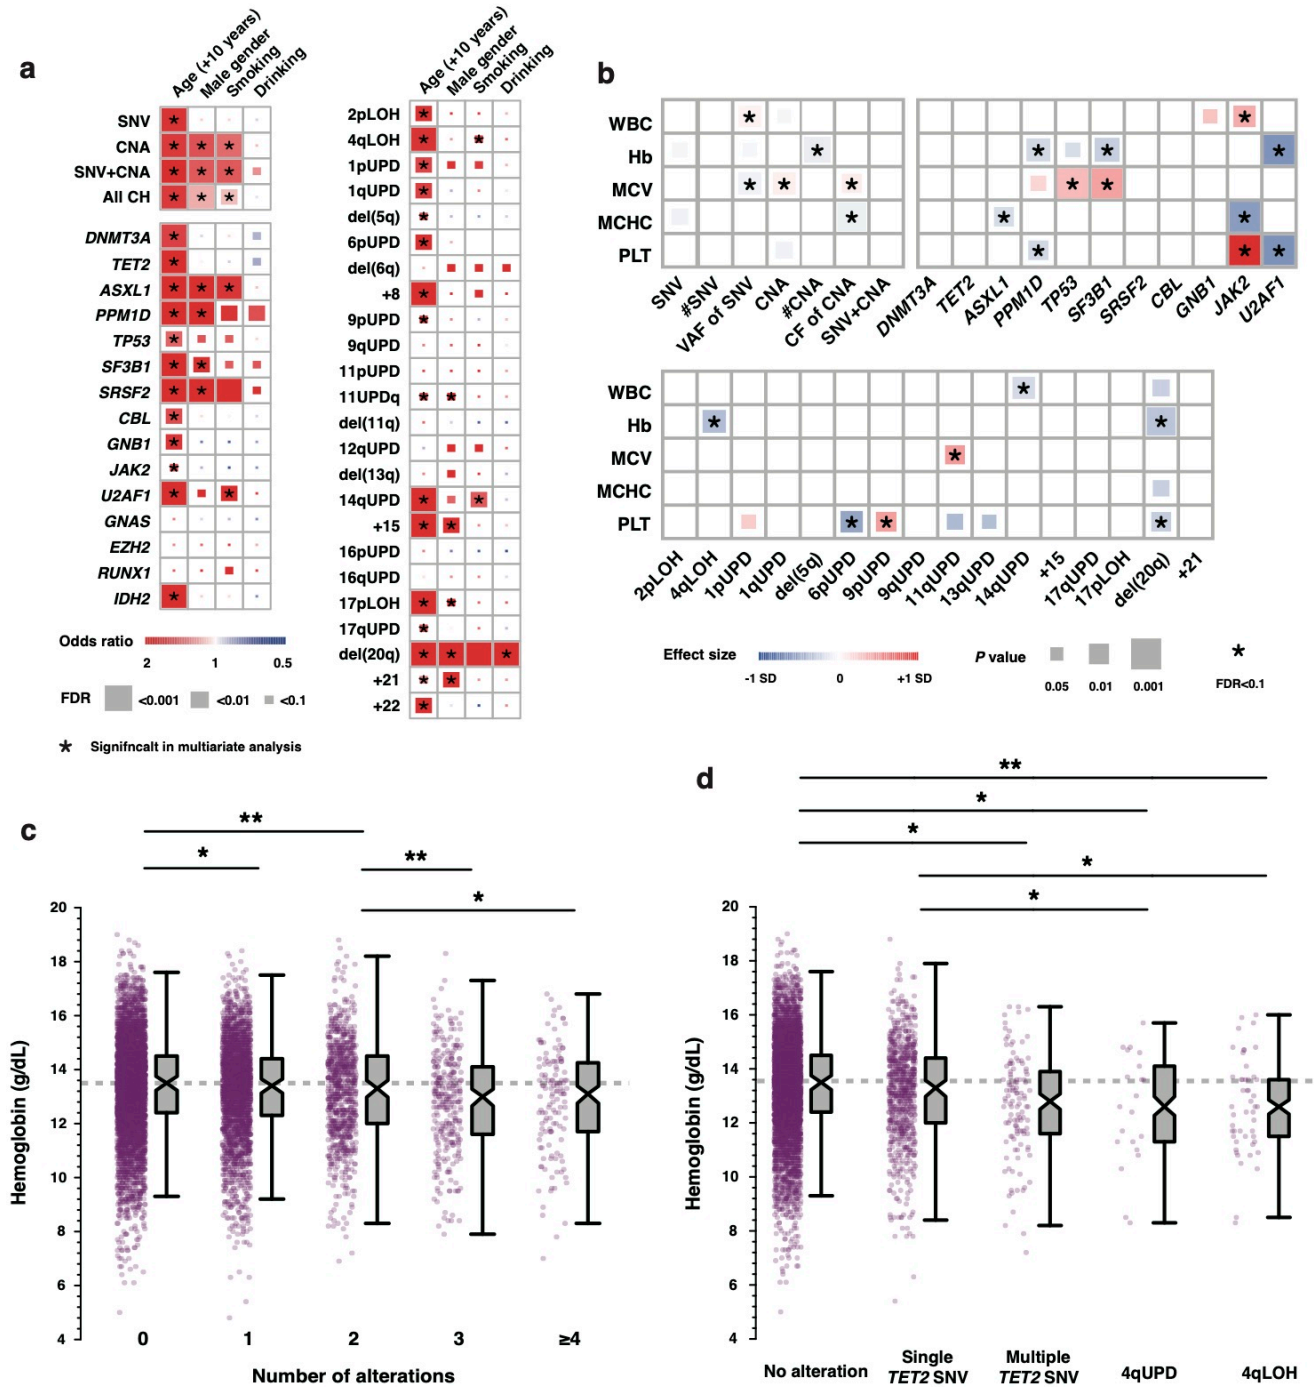 a
Age (+10 years)
Male gender
Smoking
Drinking
SNV
CNA
SNV+CNA
All CH
DNMT3A
TET2
ASXL1
PPM1D
TP53
SF3B1
SRSF2
CBL
GNB1
JAK2
U2AF1
GNAS
EZH2
RUNX1
IDH2
Odds ratio
2 1 0.5
FDR <0.001 <0.01 <0.1
* Signifncalt in multariate analysis
Age (+10 years)
Male gender
Smoking
Drinking
2pLOH
4qLOH
1pUPD
1qUPD
del(5q)
6pUPD
del(6q)
+8
9pUPD
9qUPD
11pUPD
11UPDq
del(11q)
12qUPD
del(13q)
14qUPD
+15
16pUPD
16qUPD
17pLOH
17qUPD
del(20q)
+21
+22
b
WBC
Hb
MCV
MCHC
PLT
SNV
#SNV
VAF of SNV
CNA
#CNA
CF of CNA
SNV+CNA
DNMT3A
TET2
ASXL1
PPM1D
TP53
SF3B1
SRSF2
CBL
GNB1
JAK2
U2AF1
WBC
Hb
MCV
MCHC
PLT
2pLOH
4qLOH
1pUPD
1qUPD
del(5q)
6pUPD
9pUPD
9qUPD
11qUPD
13qUPD
14qUPD
+15
17qUPD
17pLOH
del(20q)
+21
Effect size
-1 SD 0 +1 SD
P value
0.05 0.01 0.001
*
FDR<0.1
c
**
*
**
*
Hemoglobin (g/dL)
20
18
16
14
12
10
8
6
4
0 1 2 3 ≥4
Number of alterations
d
**
*
*
*
*
Hemoglobin (g/dL)
20
18
16
14
12
10
8
6
4
No alteration
Single
TET2 SNV
Multiple
TET2 SNV
4qUPD
4qLOH